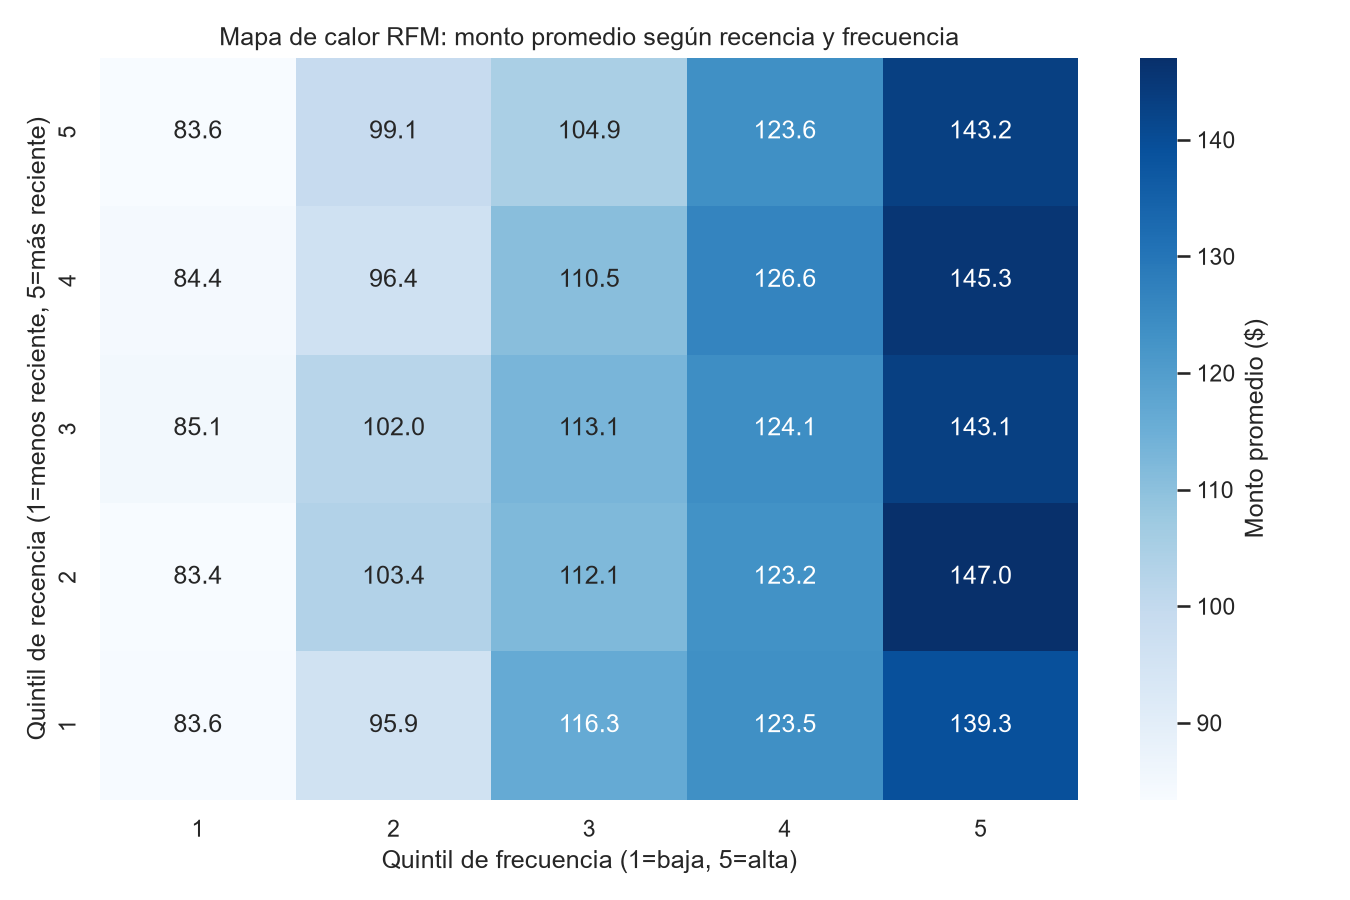 Mapa de calor RFM: monto promedio según recencia y frecuencia
Quintil de recencia (1=menos reciente, 5=más reciente)
5
83.6 99.1 104.9 123.6 143.2
4
84.4 96.4 110.5 126.6 145.3
3
85.1 102.0 113.1 124.1 143.1
2
83.4 103.4 112.1 123.2 147.0
1
83.6 95.9 116.3 123.5 139.3
1 2 3 4 5
Quintil de frecuencia (1=baja, 5=alta)
140
130
120
110
100
90
Monto promedio ($)